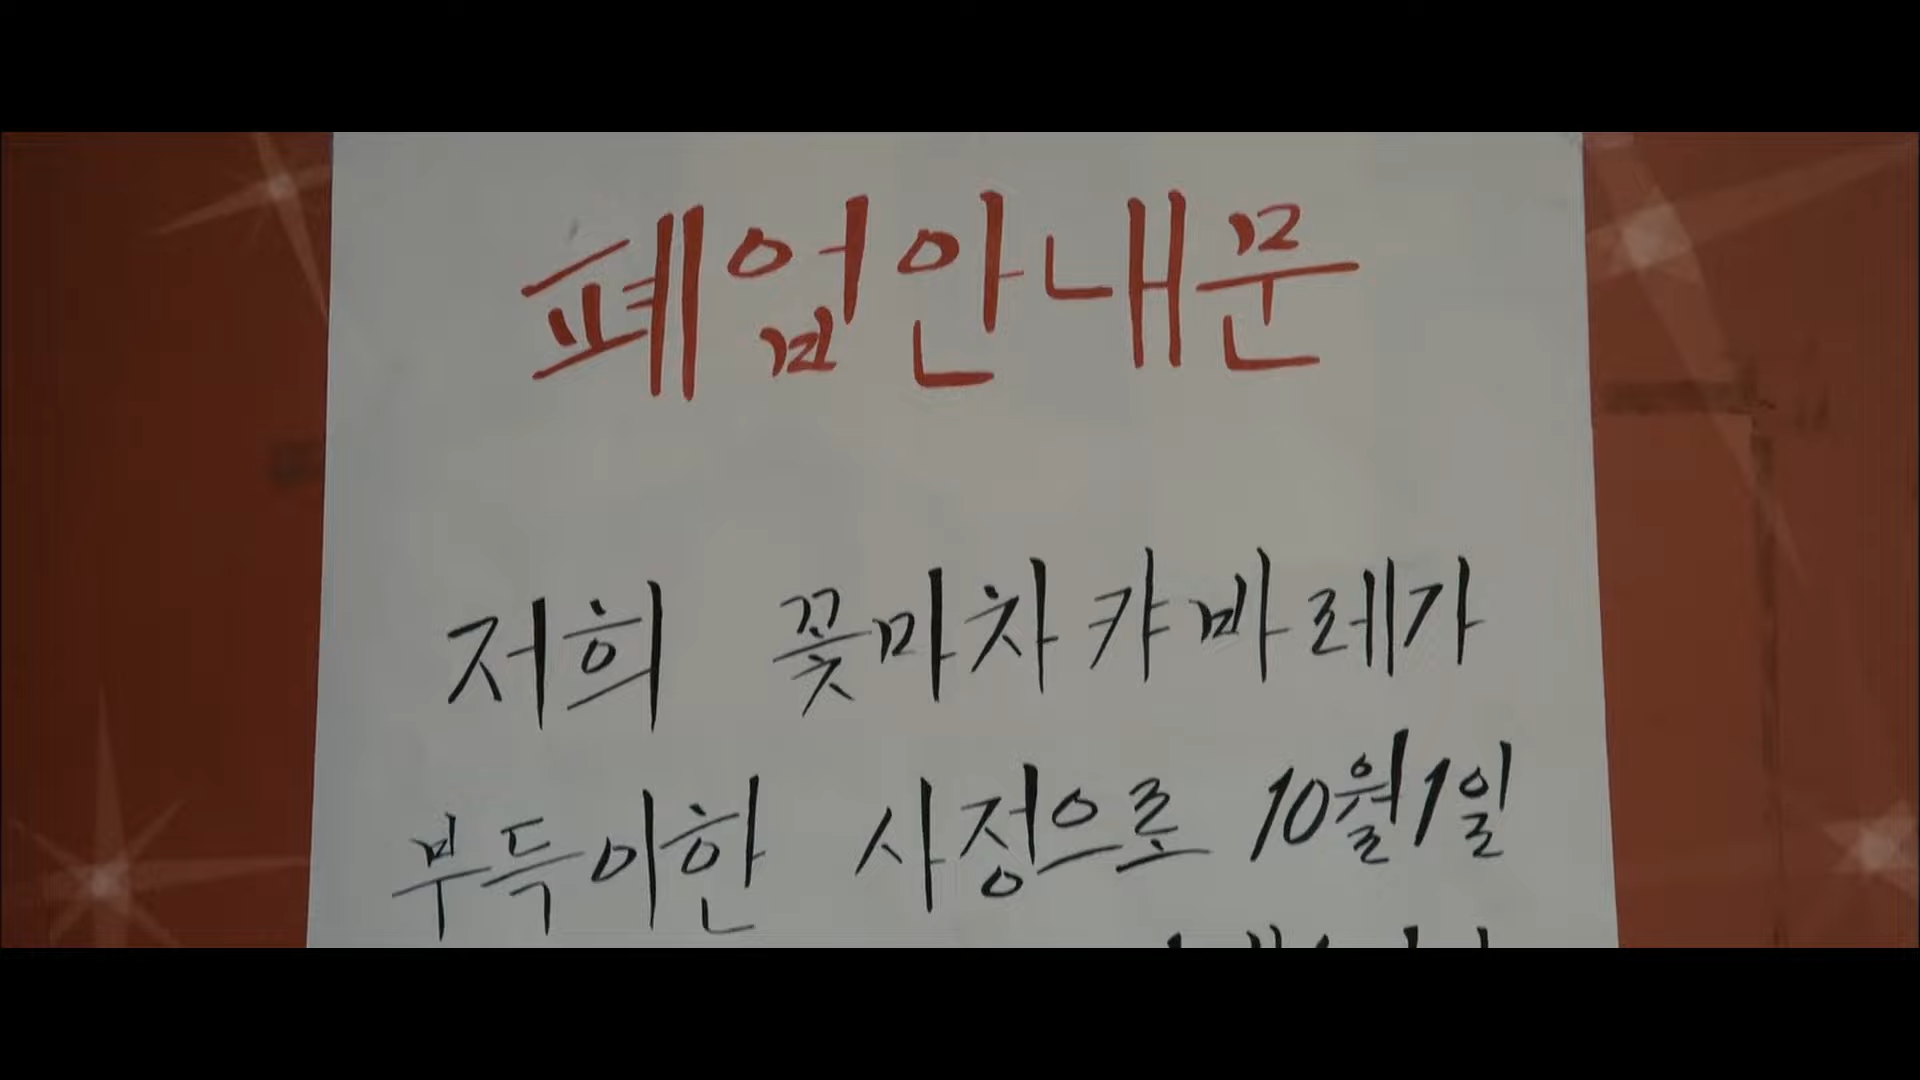 폐업안내문
저희 꽃마차캬바레가
부득이한 사정으로 10월1일